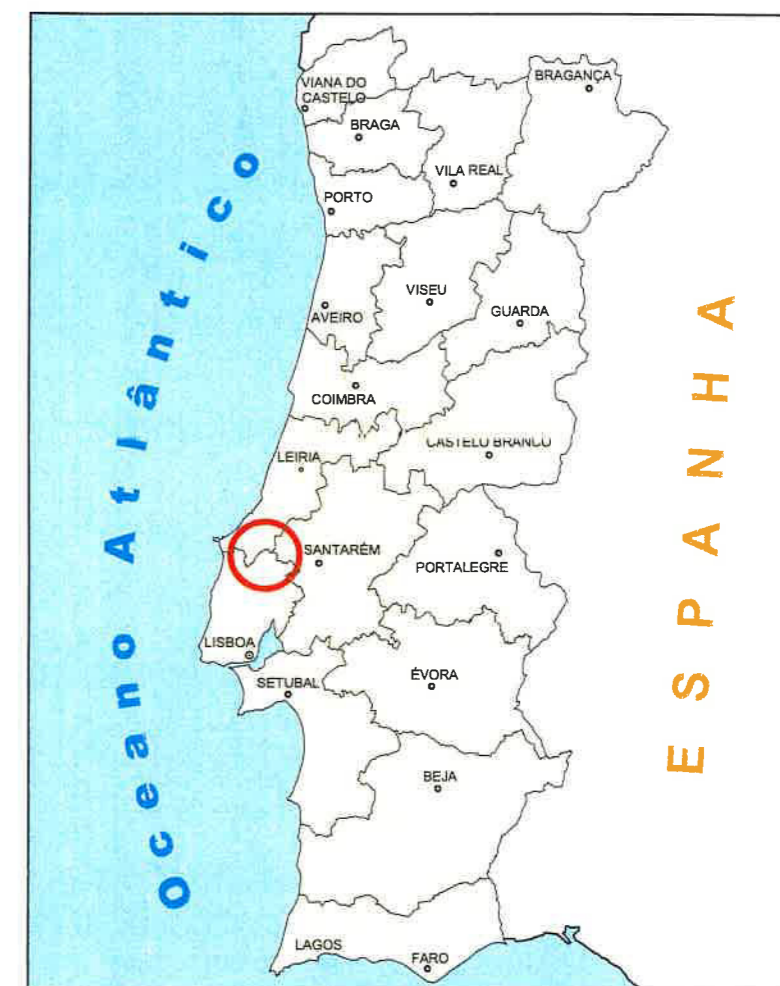 VIANA DO
CASTELO
BRAGANÇA
BRAGA
VILA REAL
PORTO
VISEU
AVEIRO
GUARDA
COIMBRA
CASTELO BRANCO
LEIRIA
SANTARÉM
PORTALEGRE
LISBOA
SETUBAL
ÉVORA
BEJA
LAGOS
FARO
Oceano Atlântico
ESPANHA